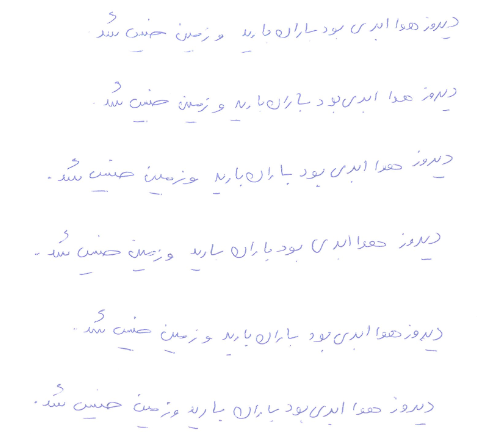 دیروز هوا ابری بود باران بارید و زمین خیس شد
دیروز هوا ابری بود باران بارید و زمین خیس شد.
دیروز هوا ابری بود باران بارید و زمین خیس شد.
دیروز هوا ابری بود باران بارید و زمین خیس شد.
دیروز هوا ابری بود باران بارید و زمین خیس شد.
دیروز هوا ابری بود باران بارید و زمین خیس شد.